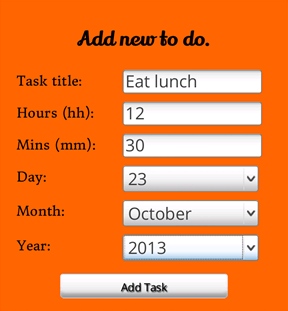 Add new to do.
Task title: Eat lunch
Hours (hh): 12
Mins (mm): 30
Day: 23
Month: October
Year: 2013
Add Task